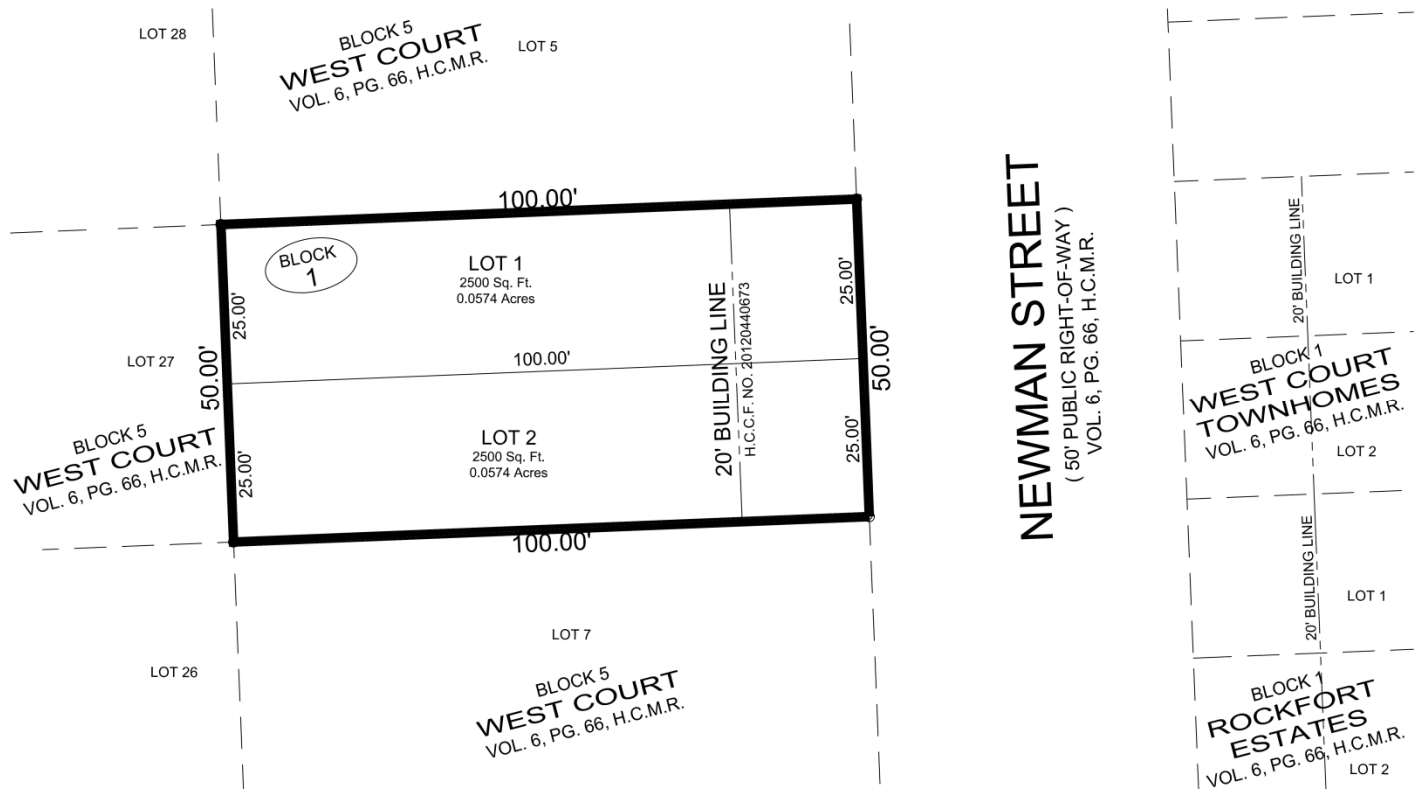 LOT 28
BLOCK 5
WEST COURT
VOL. 6, PG. 66, H.C.M.R.
LOT 5
100.00'
BLOCK
1
LOT 1
2500 Sq. Ft.
0.0574 Acres
25.00'
25.00'
LOT 27
50.00'
100.00'
20' BUILDING LINE
H.C.C.F. NO. 20120440673
50.00'
BLOCK 5
WEST COURT
VOL. 6, PG. 66, H.C.M.R.
25.00'
LOT 2
2500 Sq. Ft.
0.0574 Acres
25.00'
100.00'
LOT 26
LOT 7
BLOCK 5
WEST COURT
VOL. 6, PG. 66, H.C.M.R.
NEWMAN STREET
( 50' PUBLIC RIGHT-OF-WAY )
VOL. 6, PG. 66, H.C.M.R.
20' BUILDING LINE
LOT 1
BLOCK 1
WEST COURT
TOWNHOMES
VOL. 6, PG. 66, H.C.M.R.
LOT 2
20' BUILDING LINE
LOT 1
BLOCK 1
ROCKFORT
ESTATES
VOL. 6, PG. 66, H.C.M.R.
LOT 2